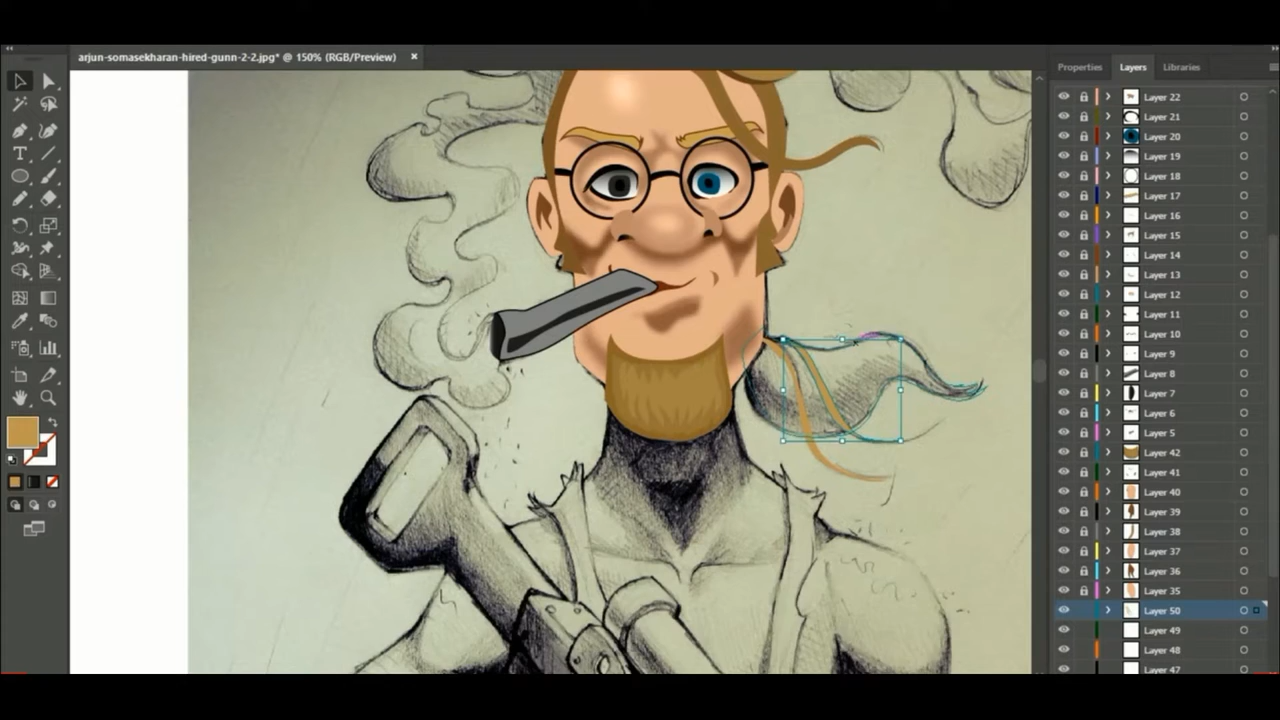 arjun-somasekharan-hired-gunn-2-2.jpg* @ 150% (RGB/Preview)
Properties
Layers
Libraries
Layer 22
Layer 21
Layer 20
Layer 19
Layer 18
Layer 17
Layer 16
Layer 15
Layer 14
Layer 13
Layer 12
Layer 11
Layer 10
Layer 9
Layer 8
Layer 7
Layer 6
Layer 5
Layer 42
Layer 41
Layer 40
Layer 39
Layer 38
Layer 37
Layer 36
Layer 35
Layer 50
Layer 49
Layer 48
Layer 47